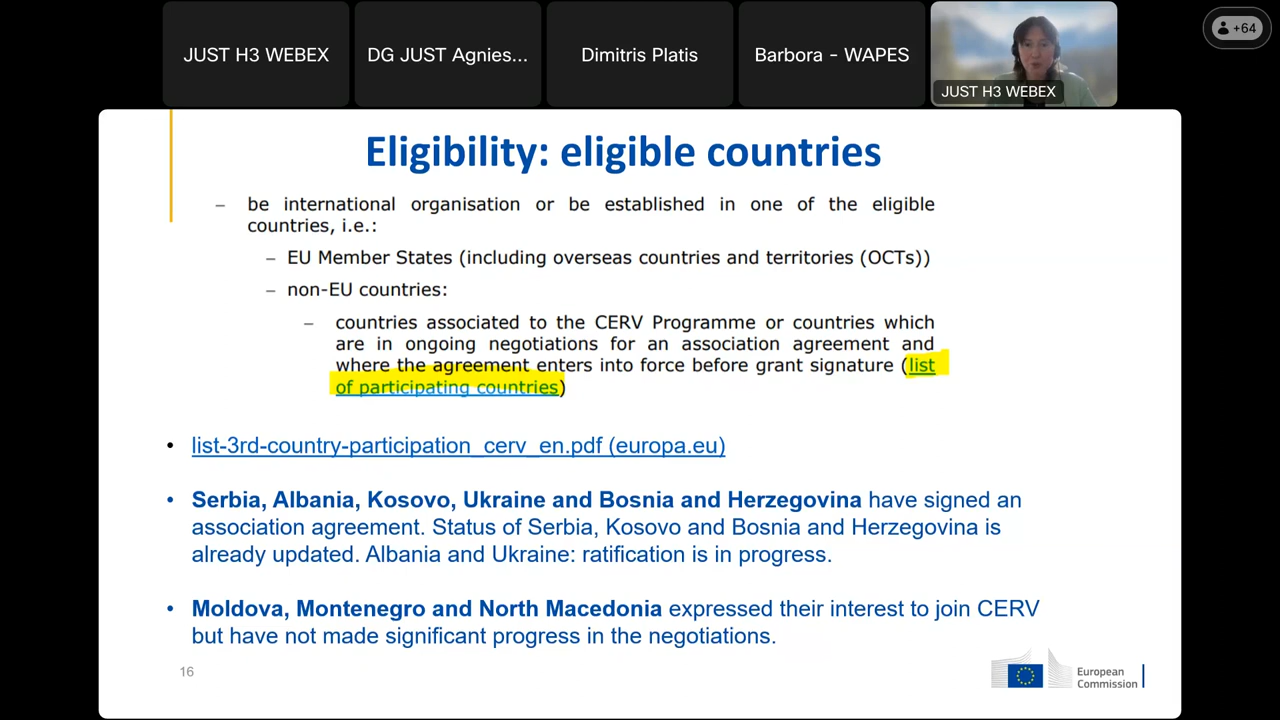 JUST H3 WEBEX
DG JUST Agnies...
Dimitris Platis
Barbora - WAPES
JUST H3 WEBEX
+64
Eligibility: eligible countries
– be international organisation or be established in one of the eligible
countries, i.e.:
– EU Member States (including overseas countries and territories (OCTs))
– non-EU countries:
– countries associated to the CERV Programme or countries which
are in ongoing negotiations for an association agreement and
where the agreement enters into force before grant signature (list
of participating countries)
• list-3rd-country-participation_cerv_en.pdf (europa.eu)
• Serbia, Albania, Kosovo, Ukraine and Bosnia and Herzegovina have signed an
association agreement. Status of Serbia, Kosovo and Bosnia and Herzegovina is
already updated. Albania and Ukraine: ratification is in progress.
• Moldova, Montenegro and North Macedonia expressed their interest to join CERV
but have not made significant progress in the negotiations.
16
European
Commission